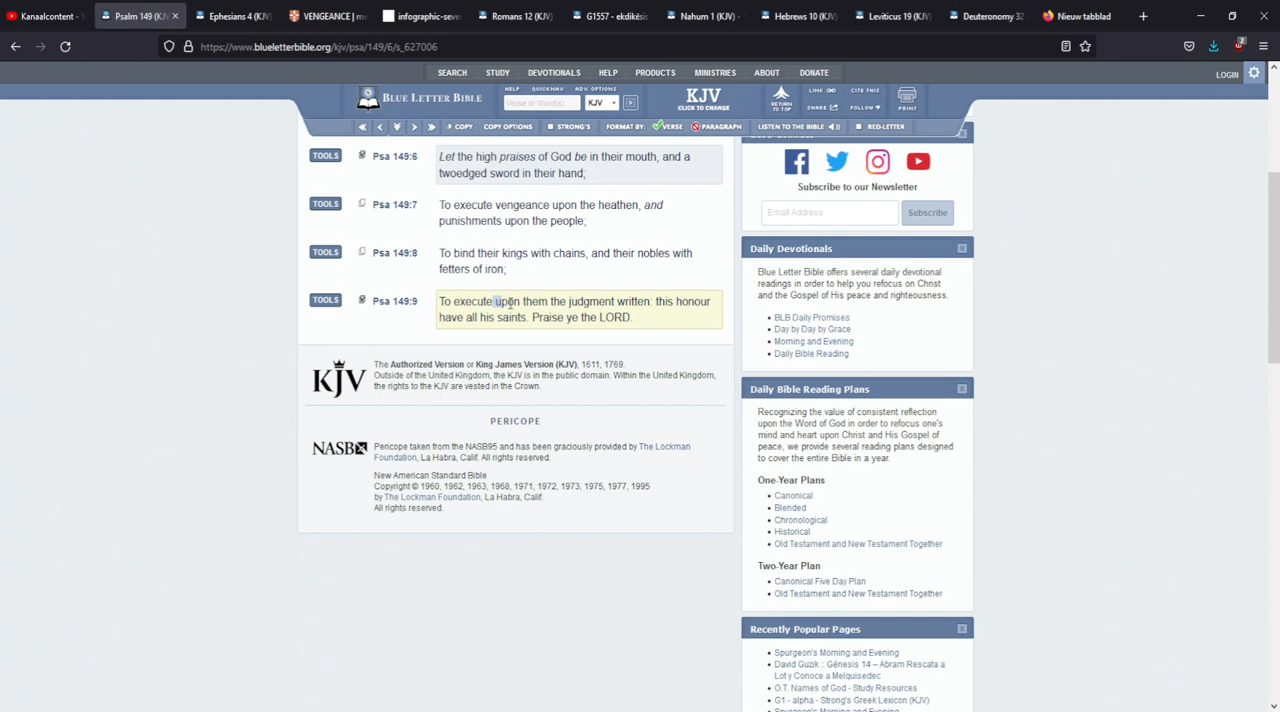 Kanaalcontent - Y
Psalm 149 (KJV
Ephesians 4 (KJV)
VENGEANCE | me
infographic-seve
Romans 12 (KJV)
G1557 - ekdikēsis
Nahum 1 (KJV) -
Hebrews 10 (KJV)
Leviticus 19 (KJV)
Deuteronomy 32
Nieuw tabblad
https://www.blueletterbible.org/kjv/psa/149/6/s_627006
2
SEARCH STUDY DEVOTIONALS HELP PRODUCTS MINISTRIES ABOUT DONATE
LOGIN
BLUE LETTER BIBLE
HELP QUICKNAV ADV. OPTIONS
Verse or Word(s)
KJV
KJV
CLICK TO CHANGE
RETURN
TO TOP
LINK
SHARE
CITE THIS
FOLLOW
PRINT
COPY
COPY OPTIONS
STRONG'S
FORMAT BY:
VERSE
PARAGRAPH
LISTEN TO THE BIBLE
RED-LETTER
TOOLS
Psa 149:6
Let the high praises of God be in their mouth, and a
twoedged sword in their hand;
TOOLS
Psa 149:7
To execute vengeance upon the heathen, and
punishments upon the people;
TOOLS
Psa 149:8
To bind their kings with chains, and their nobles with
fetters of iron;
TOOLS
Psa 149:9
To execute upon them the judgment written: this honour
have all his saints. Praise ye the LORD.
KJV
The Authorized Version or King James Version (KJV), 1611, 1769.
Outside of the United Kingdom, the KJV is in the public domain. Within the United Kingdom,
the rights to the KJV are vested in the Crown.
PERICOPE
NASB
Pericope taken from the NASB95 and has been graciously provided by The Lockman
Foundation, La Habra, Calif. All rights reserved.
New American Standard Bible
Copyright © 1960, 1962, 1963, 1968, 1971, 1972, 1973, 1975, 1977, 1995
by The Lockman Foundation, La Habra, Calif.
All rights reserved.
Subscribe to our Newsletter
Email Address
Subscribe
Daily Devotionals
Blue Letter Bible offers several daily devotional
readings in order to help you refocus on Christ
and the Gospel of His peace and righteousness.
BLB Daily Promises
Day by Day by Grace
Morning and Evening
Daily Bible Reading
Daily Bible Reading Plans
Recognizing the value of consistent reflection
upon the Word of God in order to refocus one's
mind and heart upon Christ and His Gospel of
peace, we provide several reading plans designed
to cover the entire Bible in a year.
One-Year Plans
Canonical
Blended
Chronological
Historical
Old Testament and New Testament Together
Two-Year Plan
Canonical Five Day Plan
Old Testament and New Testament Together
Recently Popular Pages
Spurgeon's Morning and Evening
David Guzik :: Génesis 14 – Abram Rescata a
Lot y Conoce a Melquisedec
O.T. Names of God - Study Resources
G1 - alpha - Strong's Greek Lexicon (KJV)
Spurgeon's Morning and Evening